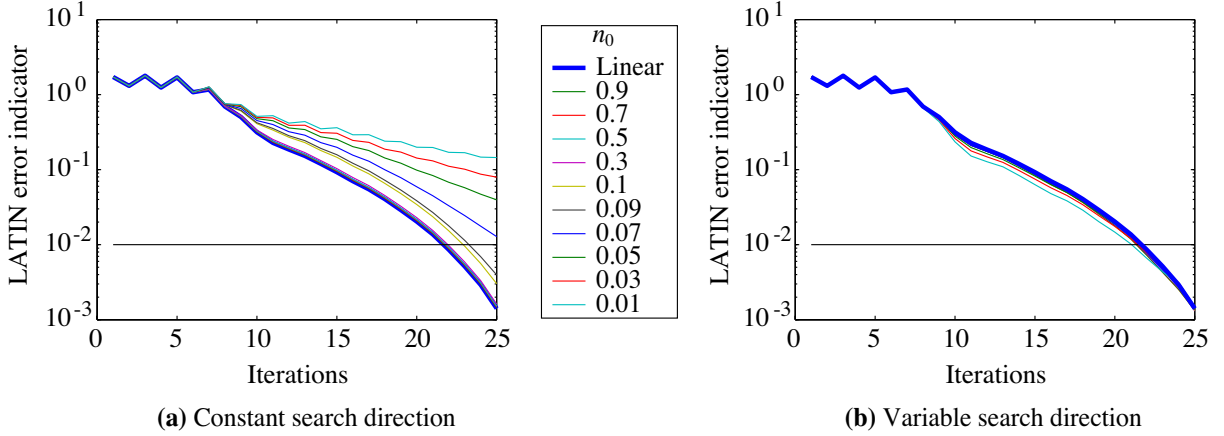 LATIN error indicator
10^1
10^0
10^-1
10^-2
10^-3
0 5 10 15 20 25
Iterations
(a) Constant search direction
n_0
Linear
0.9
0.7
0.5
0.3
0.1
0.09
0.07
0.05
0.03
0.01
LATIN error indicator
10^1
10^0
10^-1
10^-2
10^-3
0 5 10 15 20 25
Iterations
(b) Variable search direction